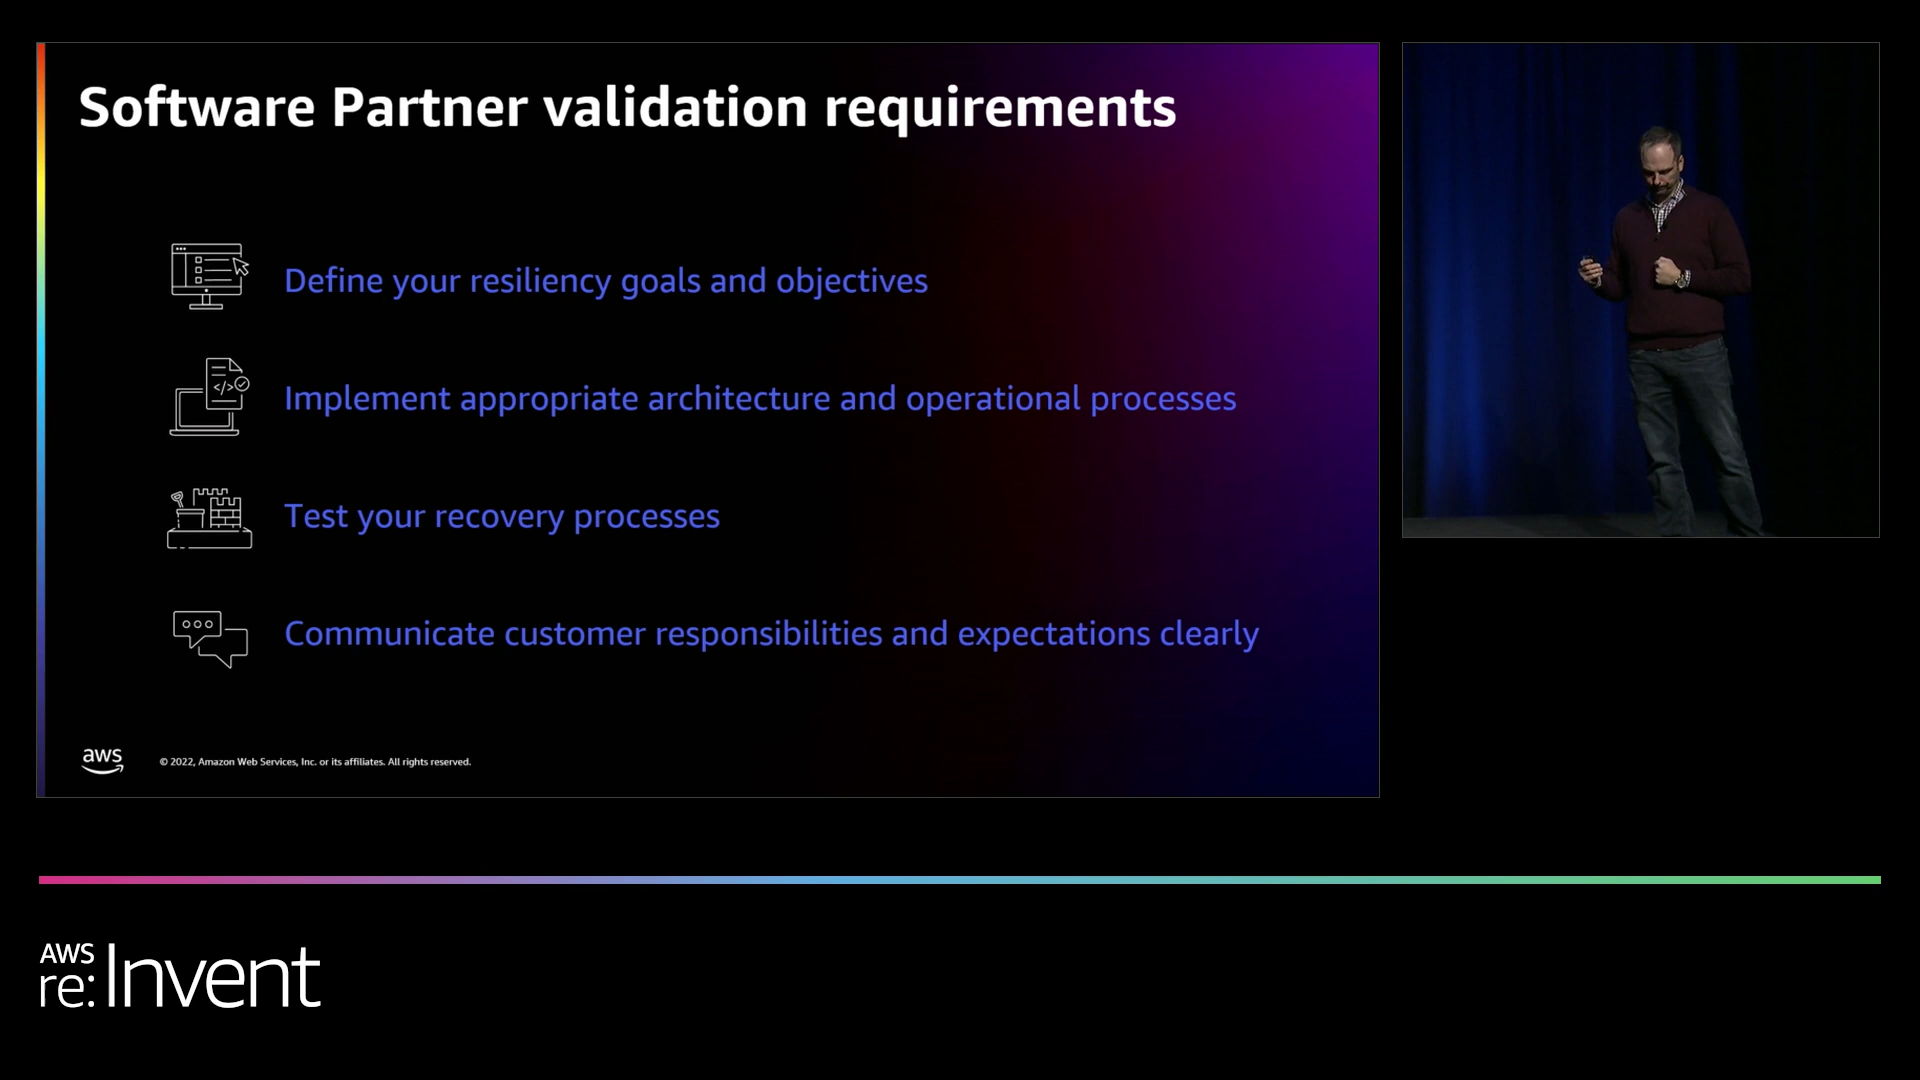 Software Partner validation requirements
Define your resiliency goals and objectives
Implement appropriate architecture and operational processes
</>
Test your recovery processes
Communicate customer responsibilities and expectations clearly
aws
© 2022, Amazon Web Services, Inc. or its affiliates. All rights reserved.
AWS
re:Invent